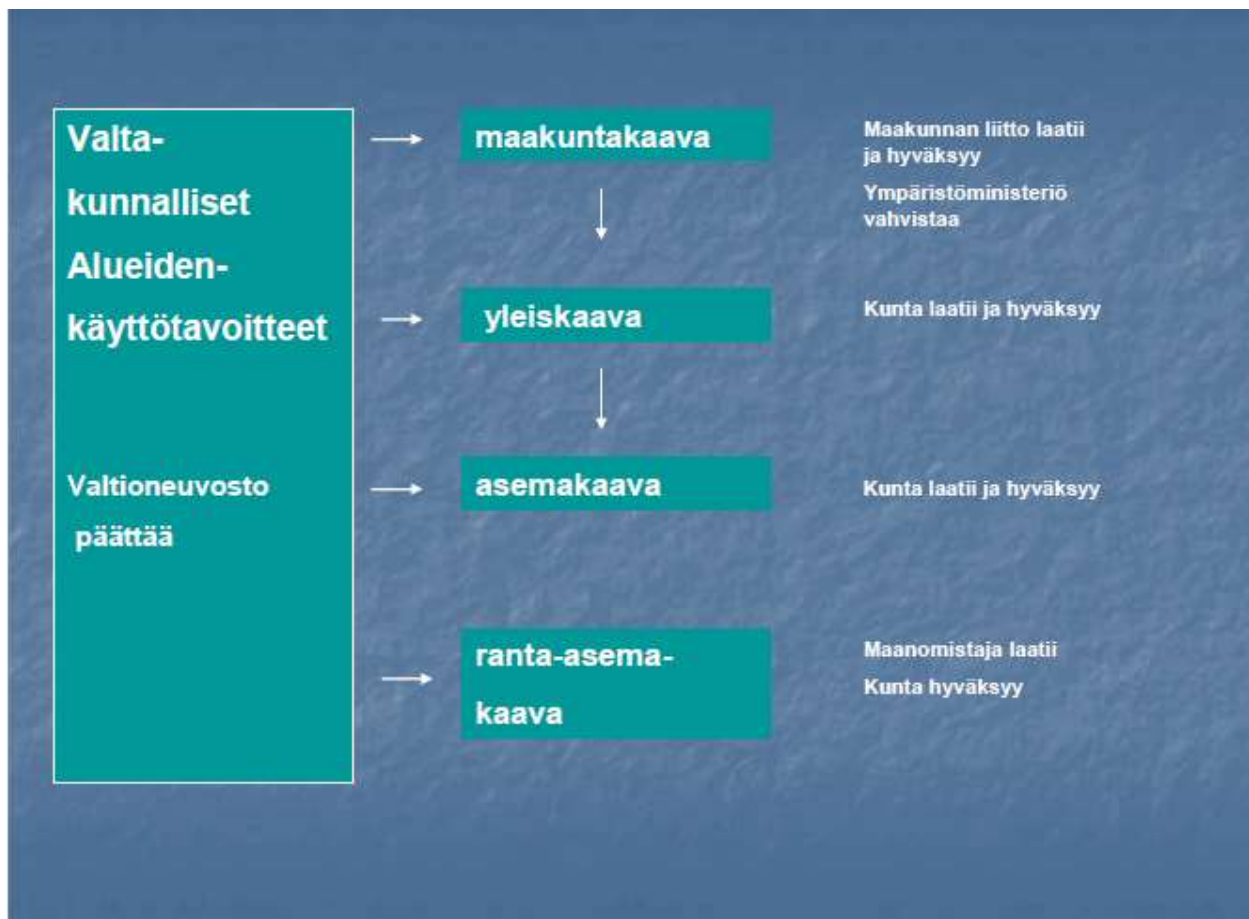 Valta-
kunnalliset
Alueiden-
käyttötavoitteet
Valtioneuvosto
päättää
maakuntakaava
Maakunnan liitto laatii
ja hyväksyy
Ympäristöministeriö
vahvistaa
yleiskaava
Kunta laatii ja hyväksyy
asemakaava
Kunta laatii ja hyväksyy
ranta-asema-
kaava
Maanomistaja laatii
Kunta hyväksyy